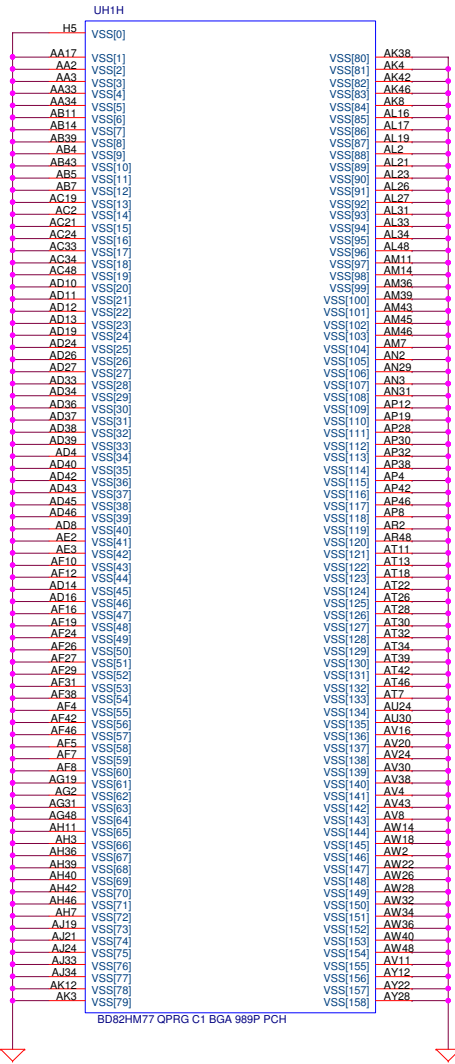 UH1H
H5 VSS[0]
AA17 VSS[1] VSS[80] AK38
AA2 VSS[2] VSS[81] AK4
AA3 VSS[3] VSS[82] AK42
AA33 VSS[4] VSS[83] AK46
AA34 VSS[5] VSS[84] AK8
AB11 VSS[6] VSS[85] AL16
AB14 VSS[7] VSS[86] AL17
AB39 VSS[8] VSS[87] AL19
AB4 VSS[9] VSS[88] AL2
AB43 VSS[10] VSS[89] AL21
AB5 VSS[11] VSS[90] AL23
AB7 VSS[12] VSS[91] AL26
AC19 VSS[13] VSS[92] AL27
AC2 VSS[14] VSS[93] AL31
AC21 VSS[15] VSS[94] AL33
AC24 VSS[16] VSS[95] AL34
AC33 VSS[17] VSS[96] AL48
AC34 VSS[18] VSS[97] AM11
AC48 VSS[19] VSS[98] AM14
AD10 VSS[20] VSS[99] AM36
AD11 VSS[21] VSS[100] AM39
AD12 VSS[22] VSS[101] AM43
AD13 VSS[23] VSS[102] AM45
AD19 VSS[24] VSS[103] AM46
AD24 VSS[25] VSS[104] AM7
AD26 VSS[26] VSS[105] AN2
AD27 VSS[27] VSS[106] AN29
AD33 VSS[28] VSS[107] AN3
AD34 VSS[29] VSS[108] AN31
AD36 VSS[30] VSS[109] AP12
AD37 VSS[31] VSS[110] AP19
AD38 VSS[32] VSS[111] AP28
AD39 VSS[33] VSS[112] AP30
AD4 VSS[34] VSS[113] AP32
AD40 VSS[35] VSS[114] AP38
AD42 VSS[36] VSS[115] AP4
AD43 VSS[37] VSS[116] AP42
AD45 VSS[38] VSS[117] AP46
AD46 VSS[39] VSS[118] AP8
AD8 VSS[40] VSS[119] AR2
AE2 VSS[41] VSS[120] AR48
AE3 VSS[42] VSS[121] AT11
AF10 VSS[43] VSS[122] AT13
AF12 VSS[44] VSS[123] AT18
AD14 VSS[45] VSS[124] AT22
AD16 VSS[46] VSS[125] AT26
AF16 VSS[47] VSS[126] AT28
AF19 VSS[48] VSS[127] AT30
AF24 VSS[49] VSS[128] AT32
AF26 VSS[50] VSS[129] AT34
AF27 VSS[51] VSS[130] AT39
AF29 VSS[52] VSS[131] AT42
AF31 VSS[53] VSS[132] AT46
AF38 VSS[54] VSS[133] AT7
AF4 VSS[55] VSS[134] AU24
AF42 VSS[56] VSS[135] AU30
AF46 VSS[57] VSS[136] AV16
AF5 VSS[58] VSS[137] AV20
AF7 VSS[59] VSS[138] AV24
AF8 VSS[60] VSS[139] AV30
AG19 VSS[61] VSS[140] AV38
AG2 VSS[62] VSS[141] AV4
AG31 VSS[63] VSS[142] AV43
AG48 VSS[64] VSS[143] AV8
AH11 VSS[65] VSS[144] AW14
AH3 VSS[66] VSS[145] AW18
AH36 VSS[67] VSS[146] AW2
AH39 VSS[68] VSS[147] AW22
AH40 VSS[69] VSS[148] AW26
AH42 VSS[70] VSS[149] AW28
AH46 VSS[71] VSS[150] AW32
AH7 VSS[72] VSS[151] AW34
AJ19 VSS[73] VSS[152] AW36
AJ21 VSS[74] VSS[153] AW40
AJ24 VSS[75] VSS[154] AW48
AJ33 VSS[76] VSS[155] AV11
AJ34 VSS[77] VSS[156] AY12
AK12 VSS[78] VSS[157] AY22
AK3 VSS[79] VSS[158] AY28
BD82HM77 QPRG C1 BGA 989P PCH